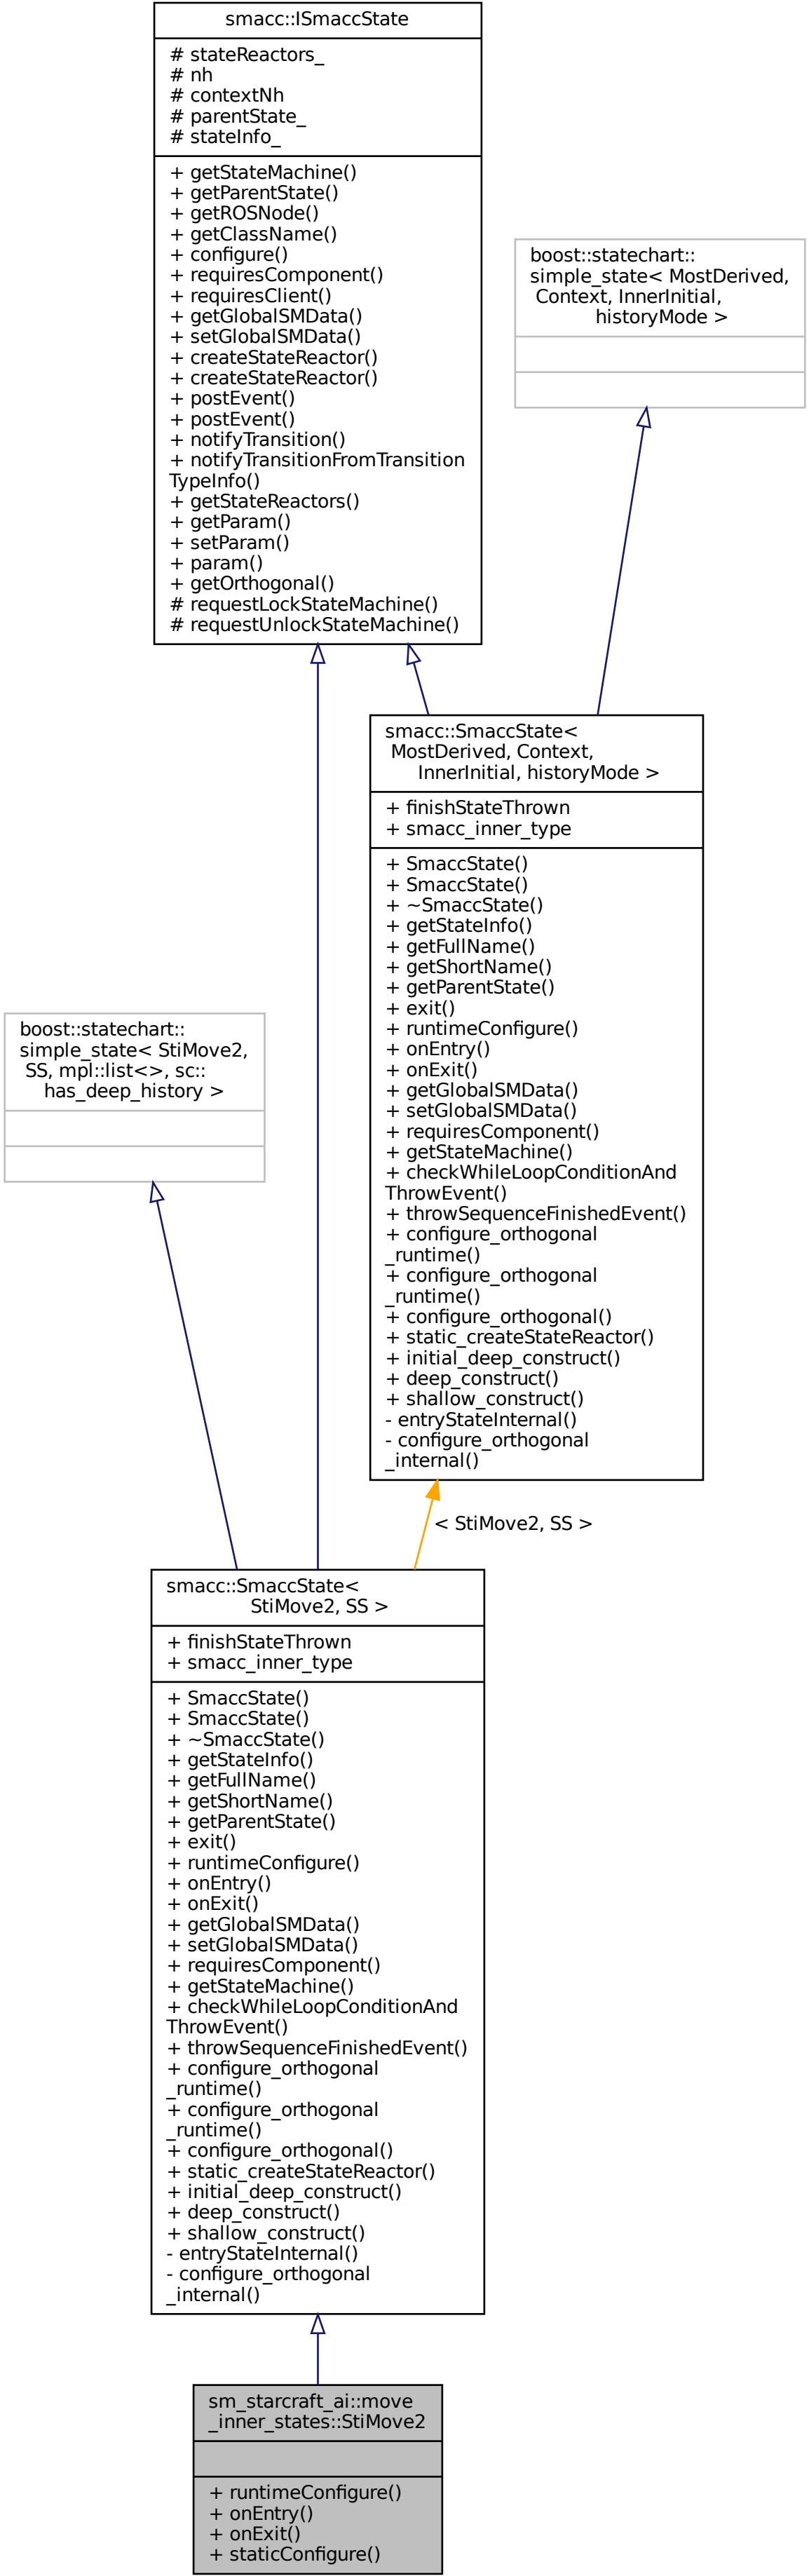 smacc::ISmaccState
# stateReactors_
# nh
# contextNh
# parentState_
# stateInfo_
+ getStateMachine()
+ getParentState()
+ getROSNode()
+ getClassName()
+ configure()
+ requiresComponent()
+ requiresClient()
+ getGlobalSMData()
+ setGlobalSMData()
+ createStateReactor()
+ createStateReactor()
+ postEvent()
+ postEvent()
+ notifyTransition()
+ notifyTransitionFromTransition
TypeInfo()
+ getStateReactors()
+ getParam()
+ setParam()
+ param()
+ getOrthogonal()
# requestLockStateMachine()
# requestUnlockStateMachine()
boost::statechart::
simple_state< MostDerived,
Context, InnerInitial,
historyMode >
smacc::SmaccState<
MostDerived, Context,
InnerInitial, historyMode >
+ finishStateThrown
+ smacc_inner_type
+ SmaccState()
+ SmaccState()
+ ~SmaccState()
+ getStateInfo()
+ getFullName()
+ getShortName()
+ getParentState()
+ exit()
+ runtimeConfigure()
+ onEntry()
+ onExit()
+ getGlobalSMData()
+ setGlobalSMData()
+ requiresComponent()
+ getStateMachine()
+ checkWhileLoopConditionAnd
ThrowEvent()
+ throwSequenceFinishedEvent()
+ configure_orthogonal
_runtime()
+ configure_orthogonal
_runtime()
+ configure_orthogonal()
+ static_createStateReactor()
+ initial_deep_construct()
+ deep_construct()
+ shallow_construct()
- entryStateInternal()
- configure_orthogonal
_internal()
boost::statechart::
simple_state< StiMove2,
SS, mpl::list<>, sc::
has_deep_history >
< StiMove2, SS >
smacc::SmaccState<
StiMove2, SS >
+ finishStateThrown
+ smacc_inner_type
+ SmaccState()
+ SmaccState()
+ ~SmaccState()
+ getStateInfo()
+ getFullName()
+ getShortName()
+ getParentState()
+ exit()
+ runtimeConfigure()
+ onEntry()
+ onExit()
+ getGlobalSMData()
+ setGlobalSMData()
+ requiresComponent()
+ getStateMachine()
+ checkWhileLoopConditionAnd
ThrowEvent()
+ throwSequenceFinishedEvent()
+ configure_orthogonal
_runtime()
+ configure_orthogonal
_runtime()
+ configure_orthogonal()
+ static_createStateReactor()
+ initial_deep_construct()
+ deep_construct()
+ shallow_construct()
- entryStateInternal()
- configure_orthogonal
_internal()
sm_starcraft_ai::move
_inner_states::StiMove2
+ runtimeConfigure()
+ onEntry()
+ onExit()
+ staticConfigure()